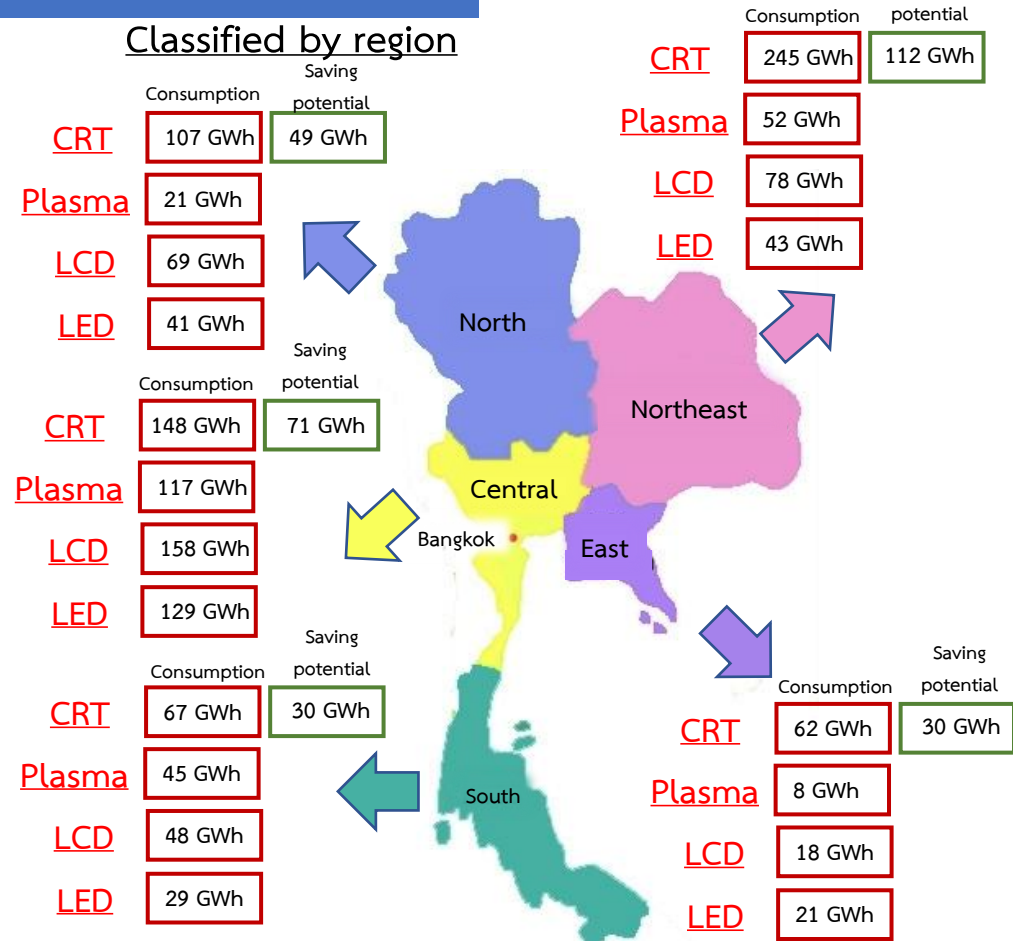 Classified by region
Saving
Consumption potential
CRT 107 GWh 49 GWh
Plasma 21 GWh
LCD 69 GWh
LED 41 GWh
Consumption potential
CRT 245 GWh 112 GWh
Plasma 52 GWh
LCD 78 GWh
LED 43 GWh
North
Northeast
Central
Bangkok
East
South
Saving
Consumption potential
CRT 148 GWh 71 GWh
Plasma 117 GWh
LCD 158 GWh
LED 129 GWh
Saving
Consumption potential
CRT 67 GWh 30 GWh
Plasma 45 GWh
LCD 48 GWh
LED 29 GWh
Saving
Consumption potential
CRT 62 GWh 30 GWh
Plasma 8 GWh
LCD 18 GWh
LED 21 GWh